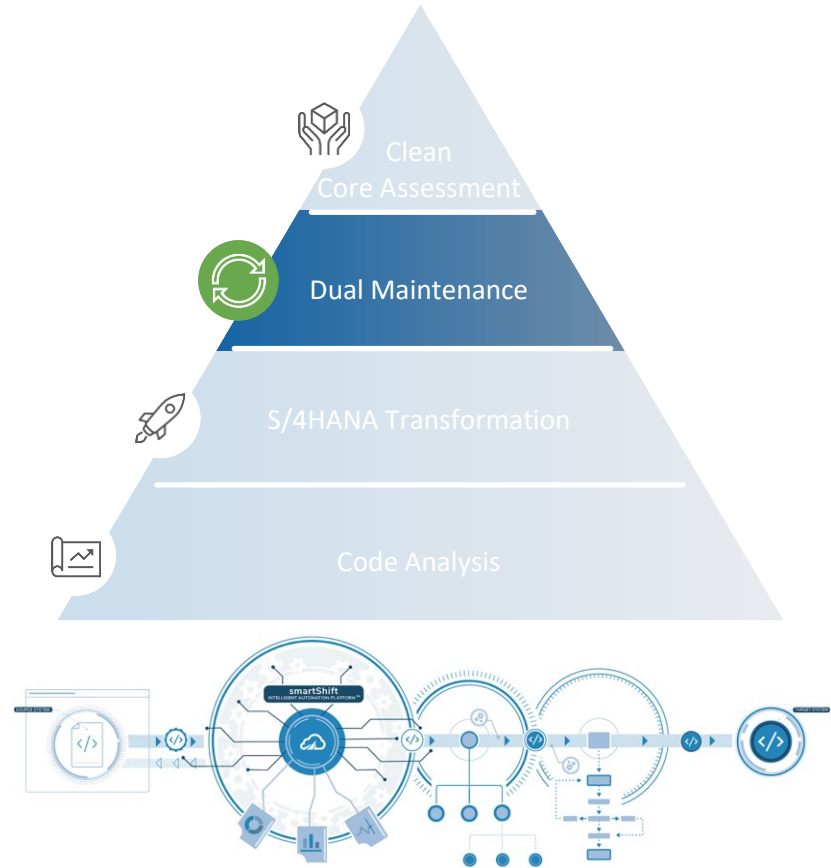 Clean
Core Assessment
Dual Maintenance
S/4HANA Transformation
Code Analysis
smartShift
INTELLIGENT AUTOMATION PLATFORM™
SOURCE SYSTEM
TARGET SYSTEM